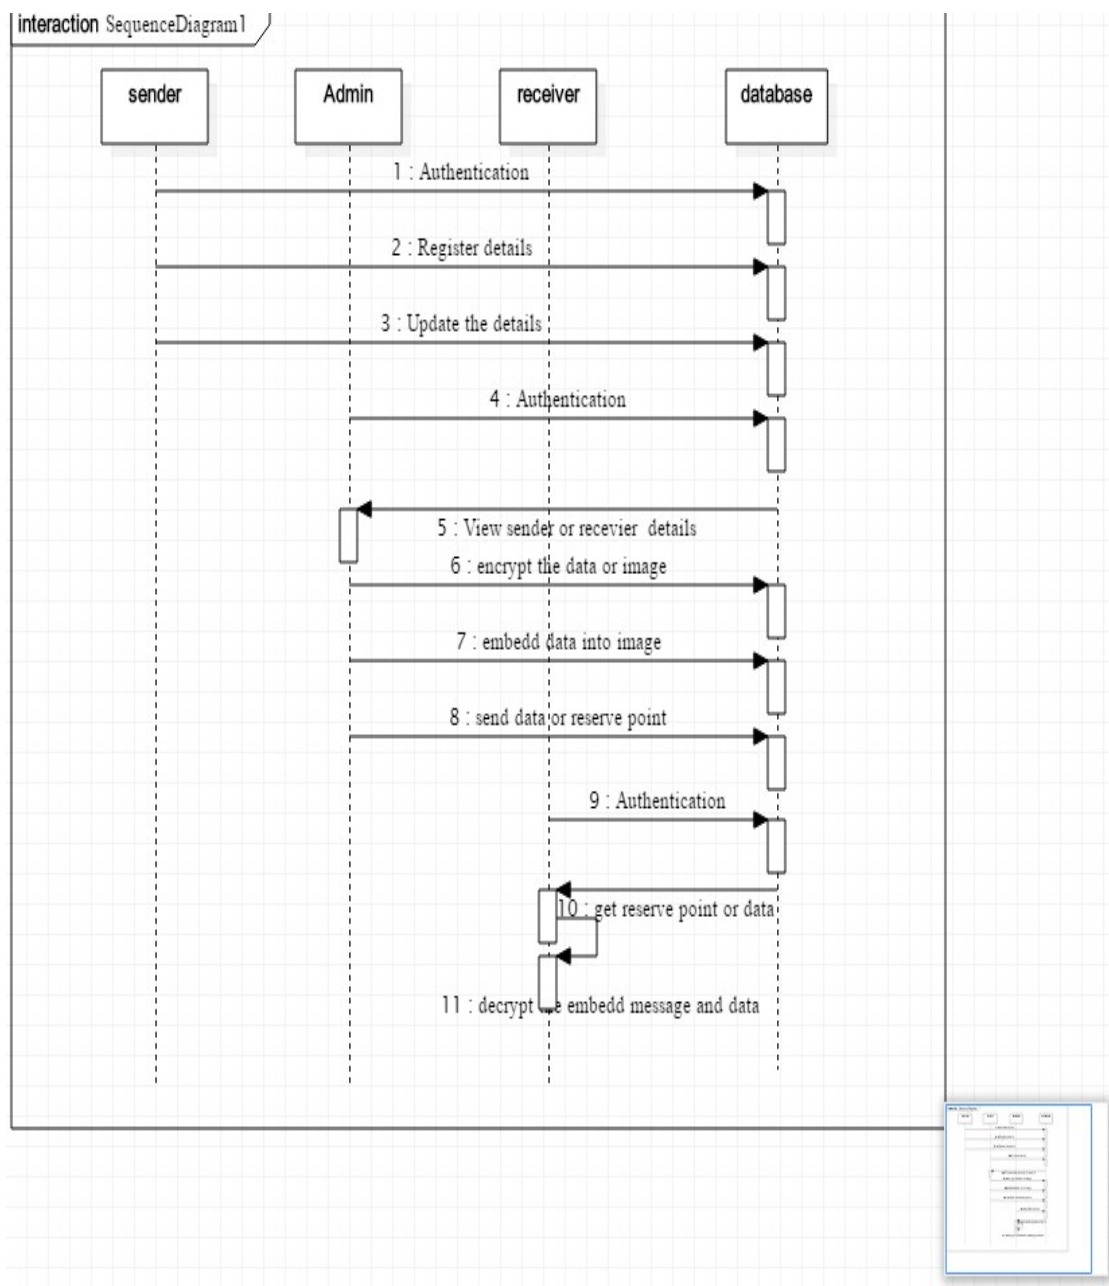 interaction SequenceDiagram1
sender
Admin
receiver
database
1 : Authentication
2 : Register details
3 : Update the details
4 : Authentication
5 : View sender or recevier details
6 : encrypt the data or image
7 : embedd data into image
8 : send data or reserve point
9 : Authentication
10 : get reserve point or data
11 : decrypt the embedd message and data